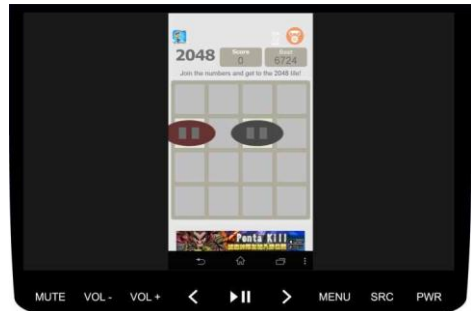 2048
Score
0
Best
6724
Join the numbers and get to the 2048 tile!
Penta Kill
MUTE VOL - VOL + MENU SRC PWR